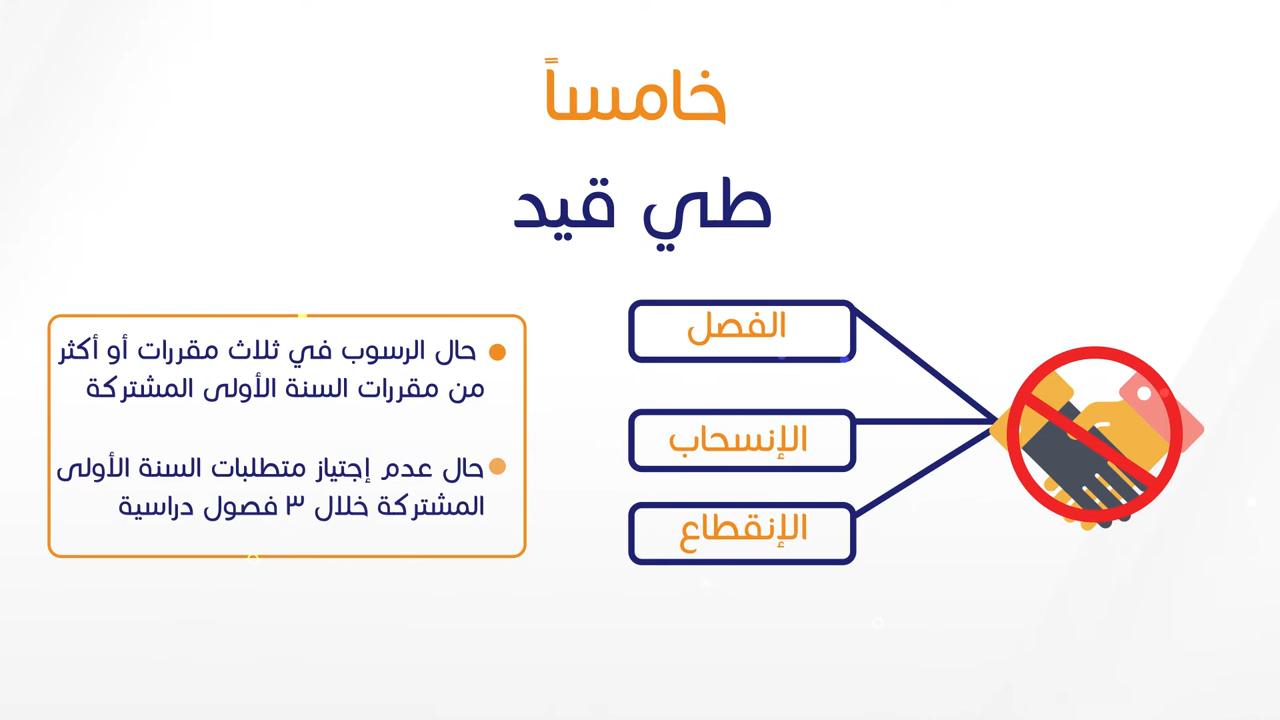 خامساً
طي قيد
الفصل
الإنسحاب
الإنقطاع
حال الرسوب في ثلاث مقررات أو أكثر
من مقررات السنة الأولى المشتركة
حال عدم إجتياز متطلبات السنة الأولى
المشتركة خلال ٣ فصول دراسية